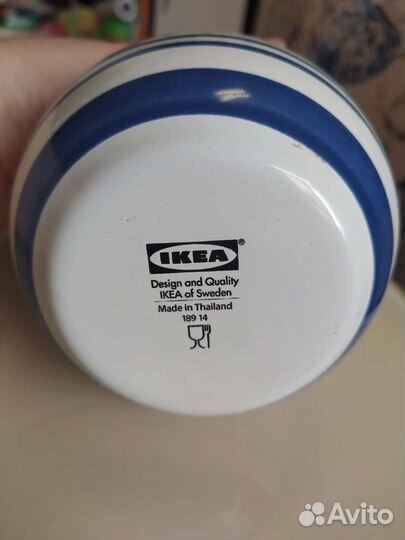 IKEA®
Design and Quality
IKEA of Sweden
Made in Thailand
189 14
Avito